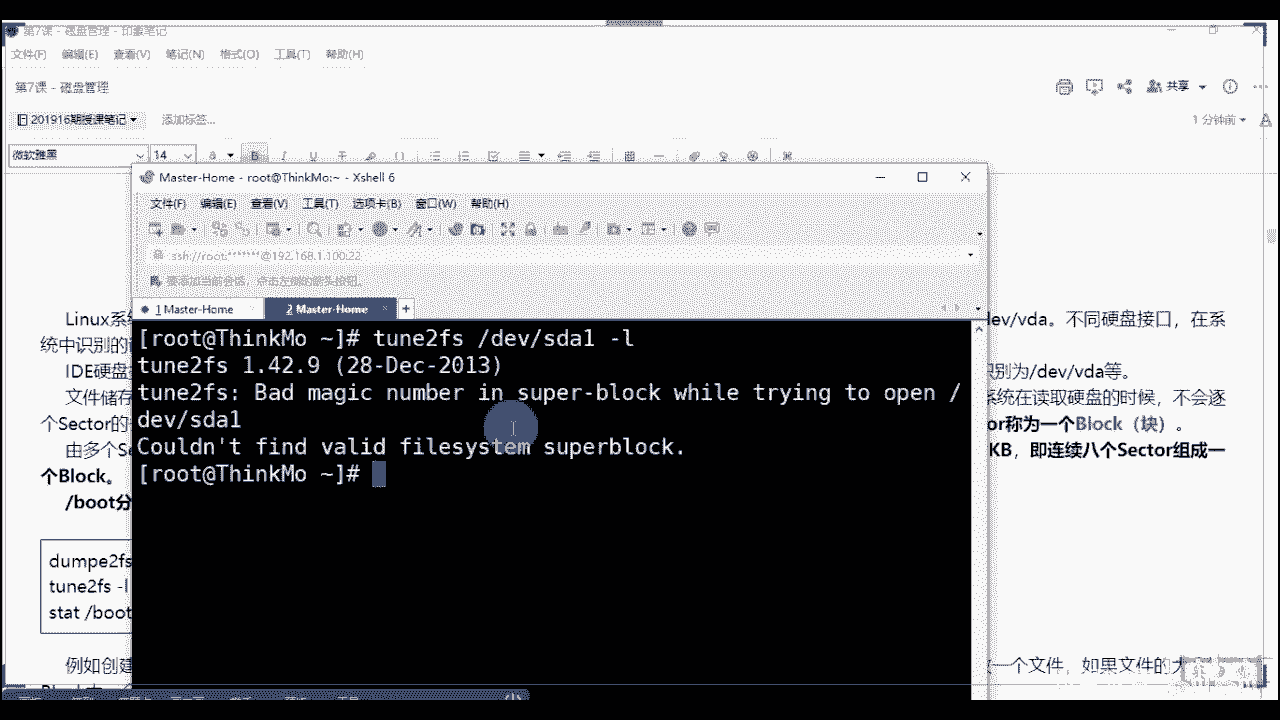 第7课 - 磁盘管理 - 印象笔记
文件(F) 编辑(E) 查看(V) 笔记(N) 格式(O) 工具(T) 帮助(H)
第7课 - 磁盘管理
共享
201916期授课笔记
添加标签...
1 分钟前
微软雅黑
14
Master-Home - root@ThinkMo:~ - Xshell 6
文件(F) 编辑(E) 查看(V) 工具(T) 选项卡(B) 窗口(W) 帮助(H)
ssh://root:*******@192.168.1.100:22
要添加当前会话，点击左侧的箭头按钮。
1 Master-Home
2 Master-Home
[root@ThinkMo ~]# tune2fs /dev/sda1 -l
tune2fs 1.42.9 (28-Dec-2013)
tune2fs: Bad magic number in super-block while trying to open /
dev/sda1
Couldn't find valid filesystem superblock.
[root@ThinkMo ~]#
Linux系
dev/vda。不同硬盘接口，在系
统中识别的
IDE硬盘
识别为/dev/vda等。
文件储存
系统在读取硬盘的时候，不会逐
个Sector的
or称为一个Block（块）。
由多个Se
KB，即连续八个Sector组成一
个Block。
/boot分
dumpe2fs
tune2fs -l
stat /boot
例如创建
一个文件，如果文件的大